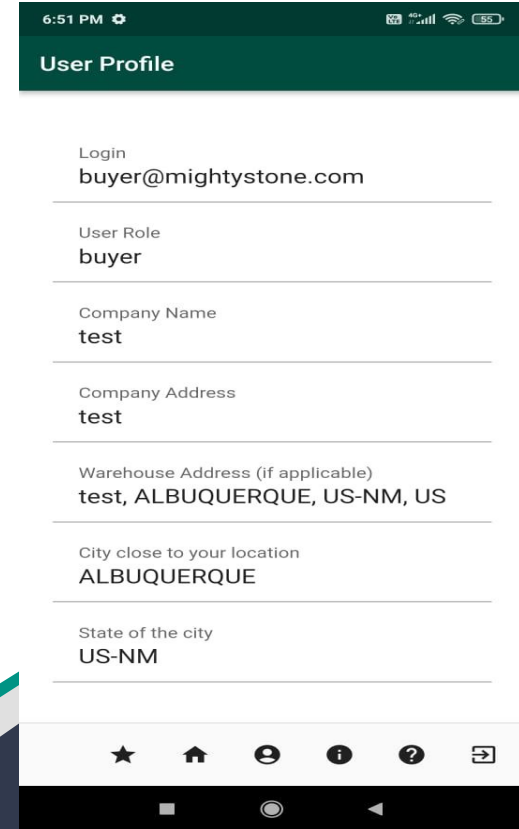 6:51 PM
4G+ 55
User Profile
Login
buyer@mightystone.com
User Role
buyer
Company Name
test
Company Address
test
Warehouse Address (if applicable)
test, ALBUQUERQUE, US-NM, US
City close to your location
ALBUQUERQUE
State of the city
US-NM